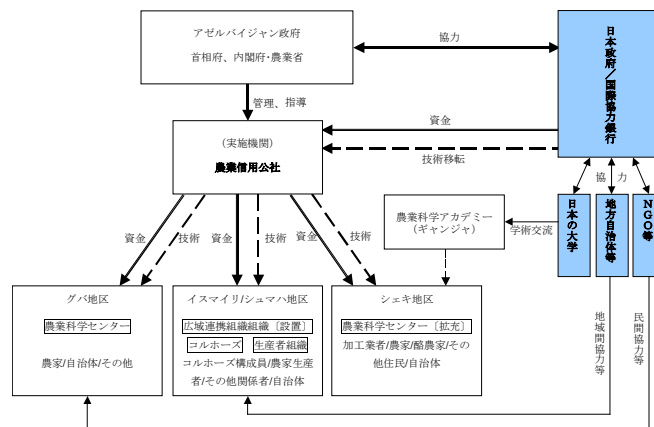 アゼルバイジャン政府
首相府、内閣府・農業省
協力
日本政府／国際協力銀行
管理、指導
資金
（実施機関）
農業信用公社
技術移転
協 力
農業科学アカデミー
（ギャンジャ）
学術交流
日本の大学
地方自治体等
NGO等
資金
技術
資金
技術
資金
技術
グバ地区
農業科学センター
農家/自治体/その他
イスマイリ/シュマハ地区
広域連携組織組織〔設置〕
コルホーズ 生産者組織
コルホーズ構成員/農家生産
者/その他関係者/自治体
シェキ地区
農業科学センター〔拡充〕
加工業者/農家/酪農家/その
他住民/自治体
地域間協力等
民間協力等